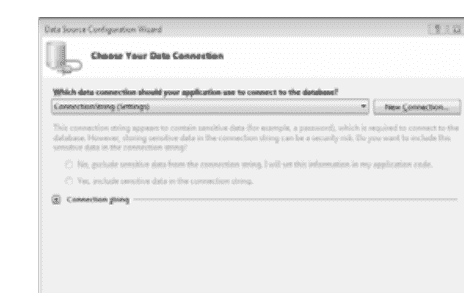 Data Source Configuration Wizard
Choose Your Data Connection
Which data connection should your application use to connect to the database?
ConnectionString (Settings)
New Connection...
This connection string appears to contain sensitive data (for example, a password), which is required to connect to the
database. However, storing sensitive data in the connection string can be a security risk. Do you want to include this
sensitive data in the connection string?
No, exclude sensitive data from the connection string. I will set this information in my application code.
Yes, include sensitive data in the connection string.
Connection string